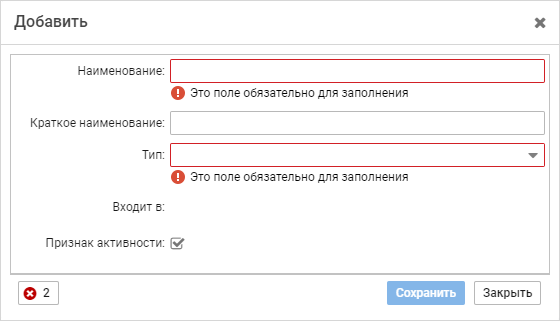 Добавить
Наименование:
Это поле обязательно для заполнения
Краткое наименование:
Тип:
Это поле обязательно для заполнения
Входит в:
Признак активности:
2
Сохранить
Закрыть